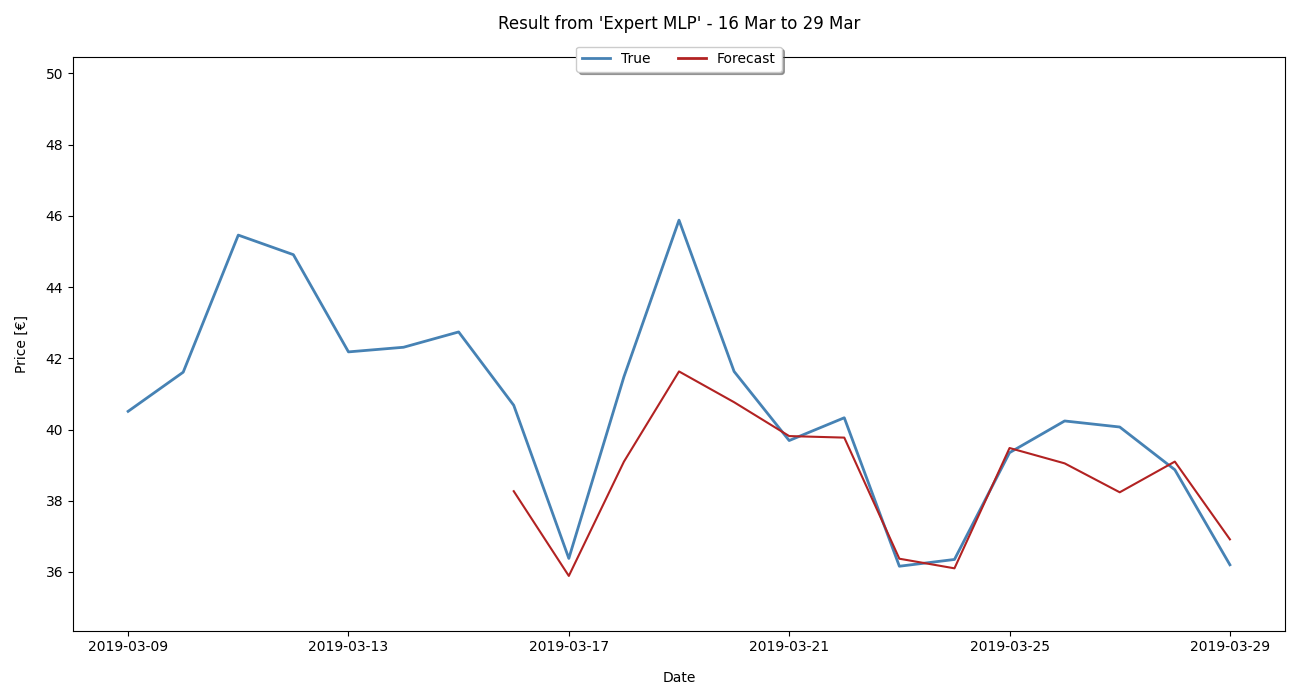 Result from 'Expert MLP' - 16 Mar to 29 Mar
True Forecast
50
48
46
44
42
40
38
36
Price [€]
2019-03-09 2019-03-13 2019-03-17 2019-03-21 2019-03-25 2019-03-29
Date